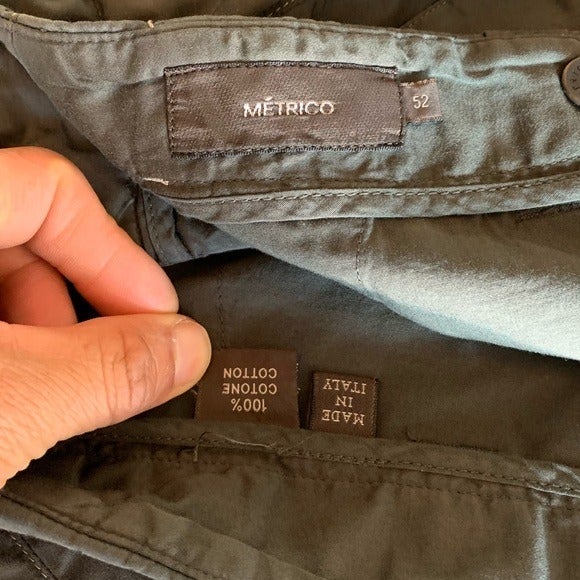 MÉTRICO
52
100%
COTONE
COTTON
MADE
IN
ITALY